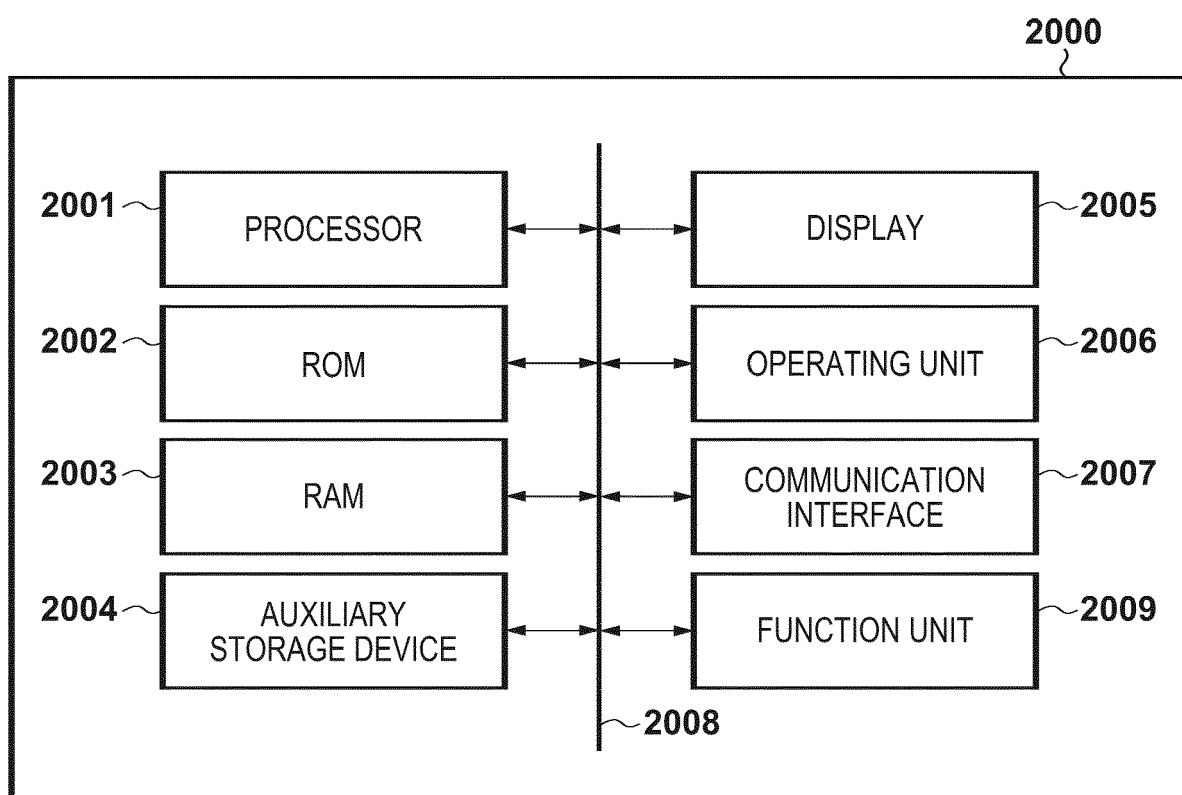 2000
2001
PROCESSOR
DISPLAY
2005
2002
ROM
OPERATING UNIT
2006
2003
RAM
COMMUNICATION
INTERFACE
2007
2004
AUXILIARY
STORAGE DEVICE
FUNCTION UNIT
2009
2008